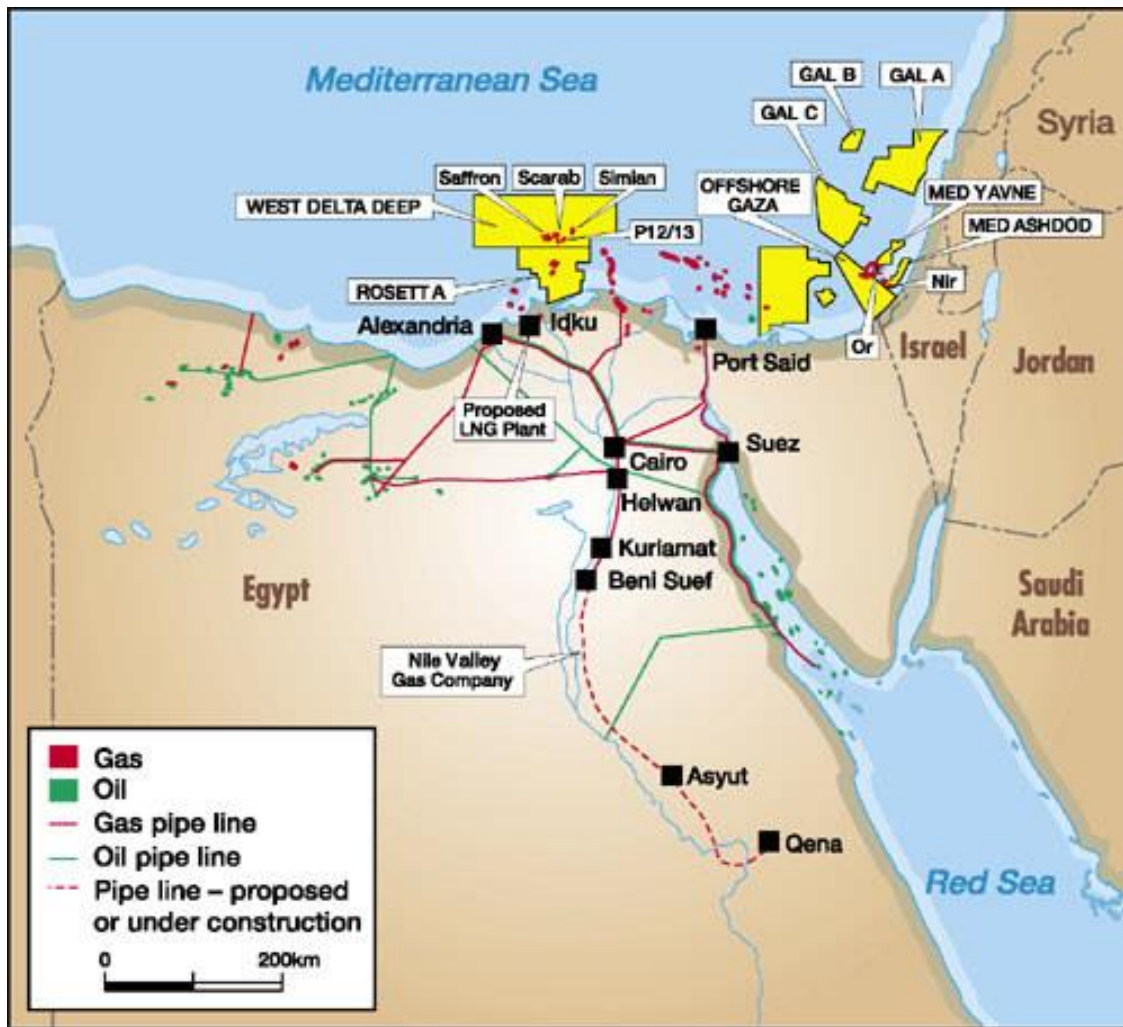 Mediterranean Sea
GAL B
GAL A
GAL C
Syria
Saffron
Scarab
Simian
OFFSHORE
GAZA
MED YAVNE
WEST DELTA DEEP
P12/13
MED ASHDOD
ROSETTA
Nir
Alexandria
Idku
Or
Israel
Jordan
Port Said
Proposed
LNG Plant
Cairo
Suez
Helwan
Kuriamat
Egypt
Beni Suef
Saudi
Arabia
Nile Valley
Gas Company
Gas
Oil
Gas pipe line
Oil pipe line
Pipe line – proposed
or under construction
0 200km
Asyut
Qena
Red Sea